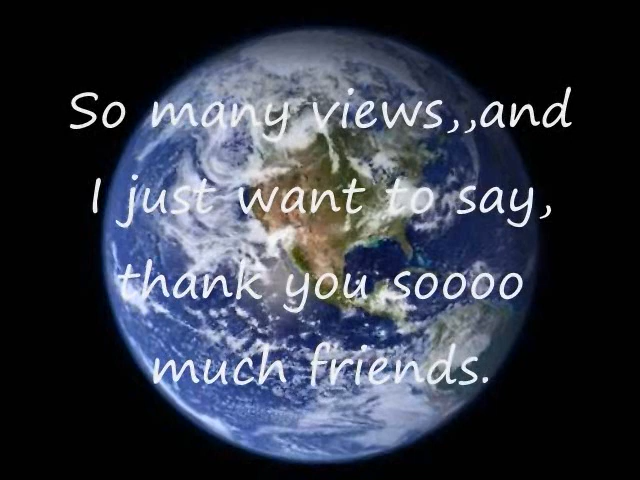 So many views,,and
I just want to say,
thank you soooo
much friends.